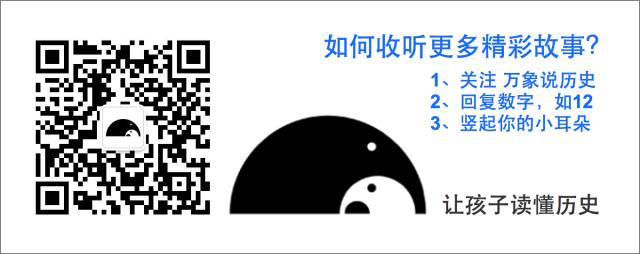 如何收听更多精彩故事?
1、关注 万象说历史
2、回复数字，如12
3、竖起你的小耳朵
让孩子读懂历史